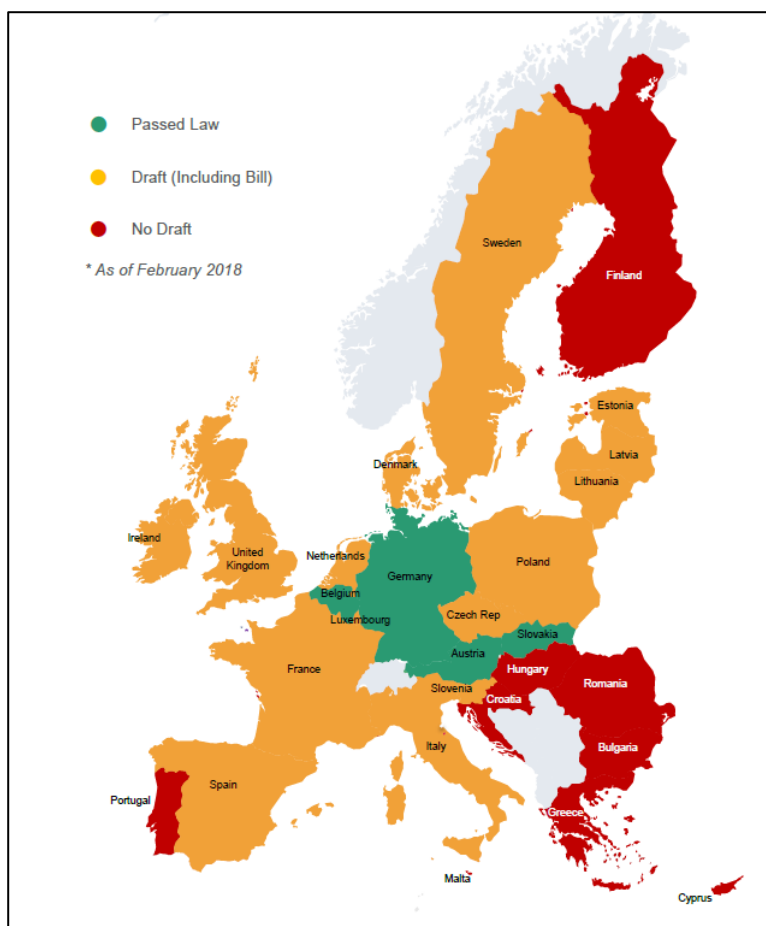 Passed Law
Draft (Including Bill)
No Draft
* As of February 2018
Sweden
Finland
Estonia
Latvia
Lithuania
Denmark
Ireland
United
Kingdom
Netherlands
Poland
Germany
Belgium
Luxembourg
Czech Rep
Slovakia
Austria
France
Hungary
Slovenia
Croatia
Romania
Italy
Bulgaria
Spain
Portugal
Greece
Malta
Cyprus